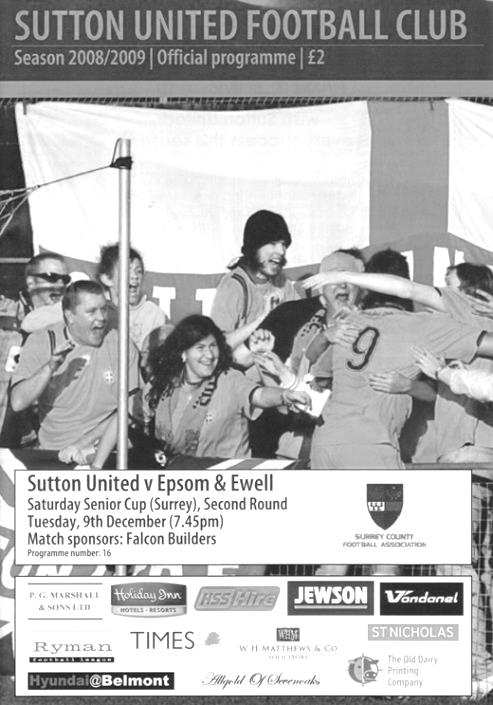 SUTTON UNITED FOOTBALL CLUB
Season 2008/2009 | Official programme | £2
9
Sutton United v Epsom & Ewell
Saturday Senior Cup (Surrey), Second Round
Tuesday, 9th December (7.45pm)
Match sponsors: Falcon Builders
Programme number: 16
SURREY COUNTY
FOOTBALL ASSOCIATION
P. G. MARSHALL
& SONS LTD
Holiday Inn
HOTELS · RESORTS
HSS Hire
JEWSON
Vandanel
Ryman
football league
TIMES
WHM
W H MATTHEWS & CO
SOLICITORS
ST NICHOLAS
Hyundai@Belmont
Allgold Of Sevenoaks
The Old Dairy
Printing
Company